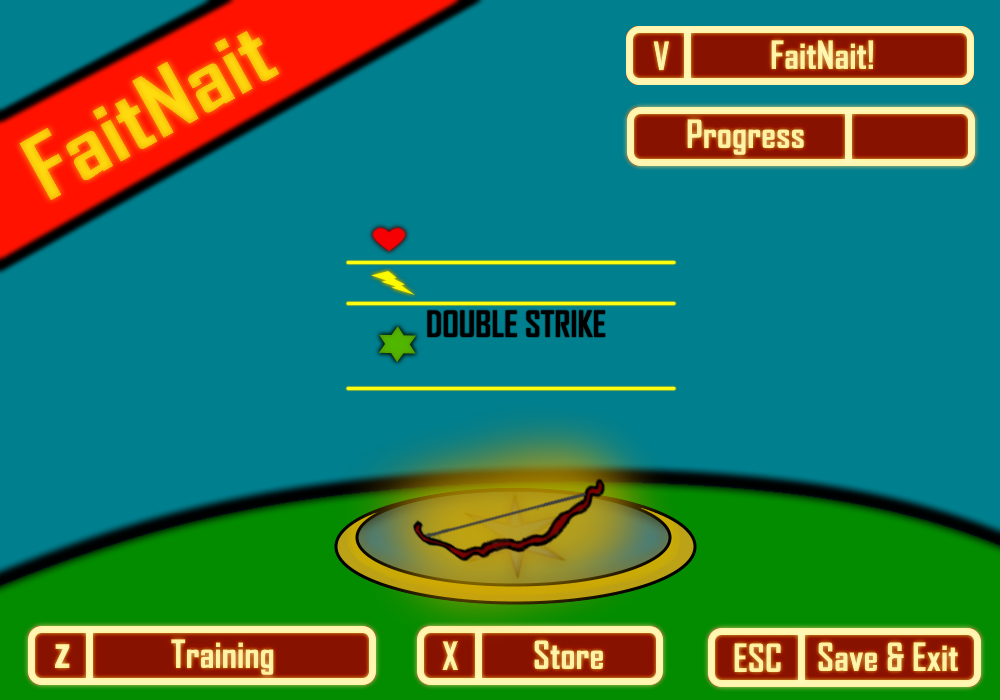 FaitNait
V FaitNait!
Progress
DOUBLE STRIKE
Z Training
X Store
ESC Save & Exit